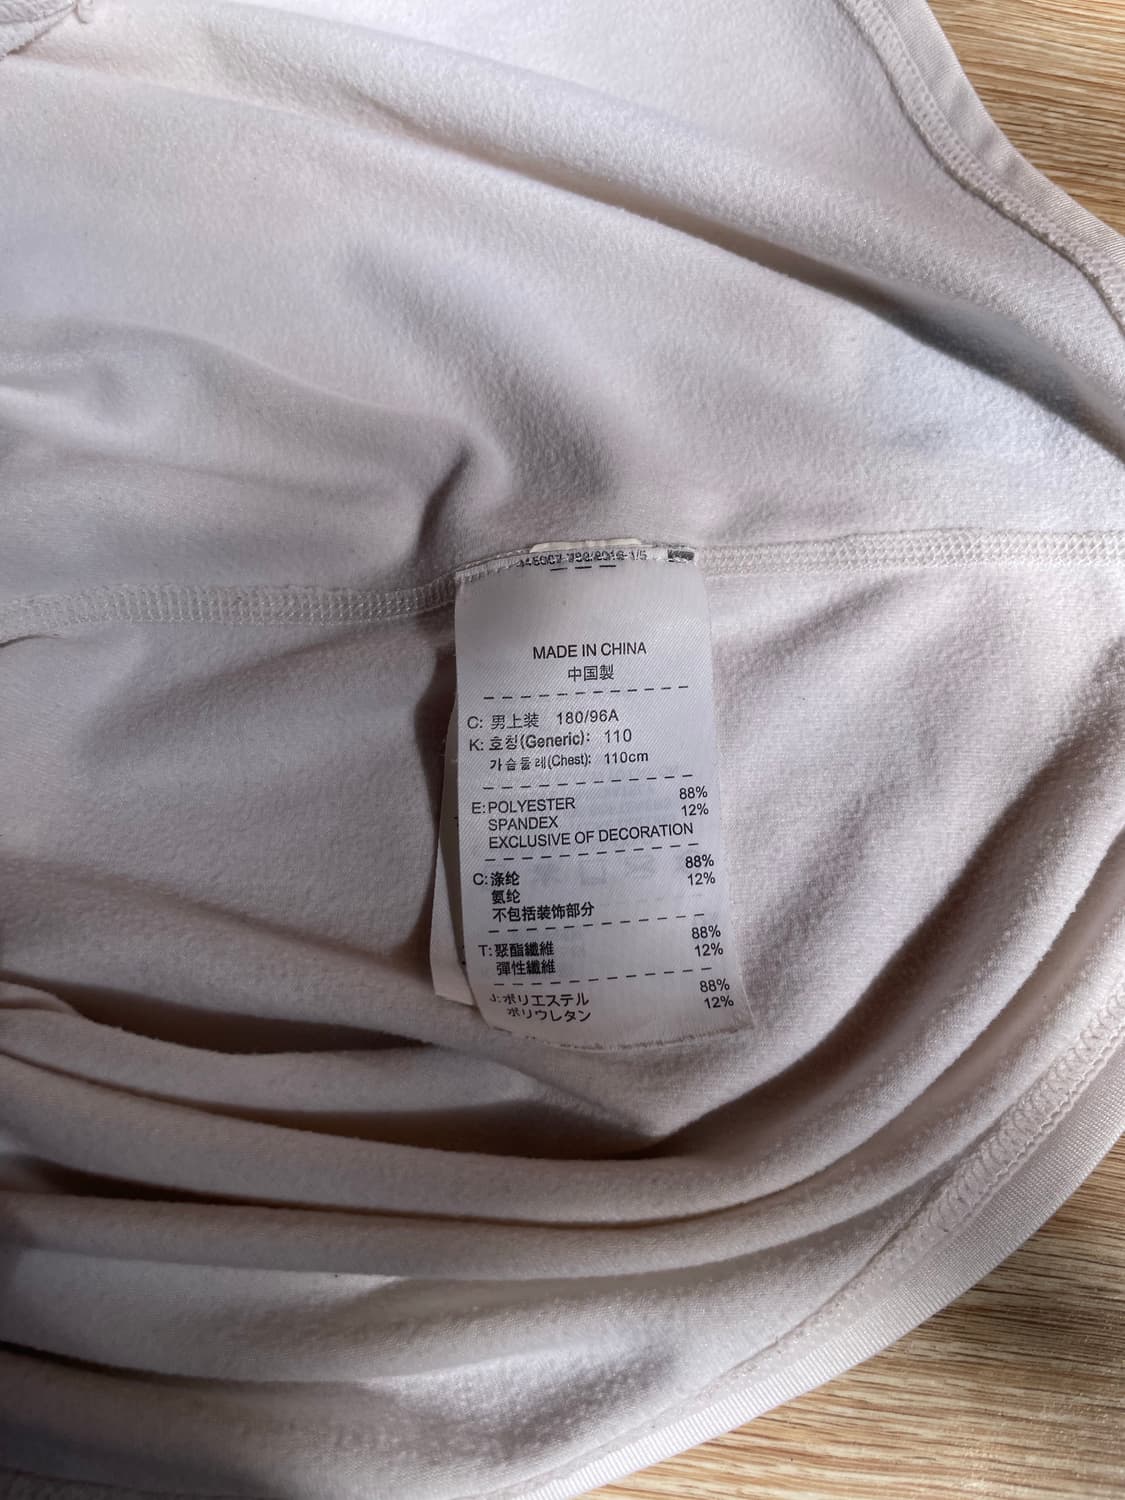 MADE IN CHINA
中国製
C: 男上装 180/96A
K: 호칭(Generic): 110
가슴둘레(Chest): 110cm
E: POLYESTER 88%
SPANDEX 12%
EXCLUSIVE OF DECORATION
C: 涤纶 88%
氨纶 12%
不包括装饰部分
T: 聚酯纖維 88%
彈性纖維 12%
J: ポリエステル 88%
ポリウレタン 12%